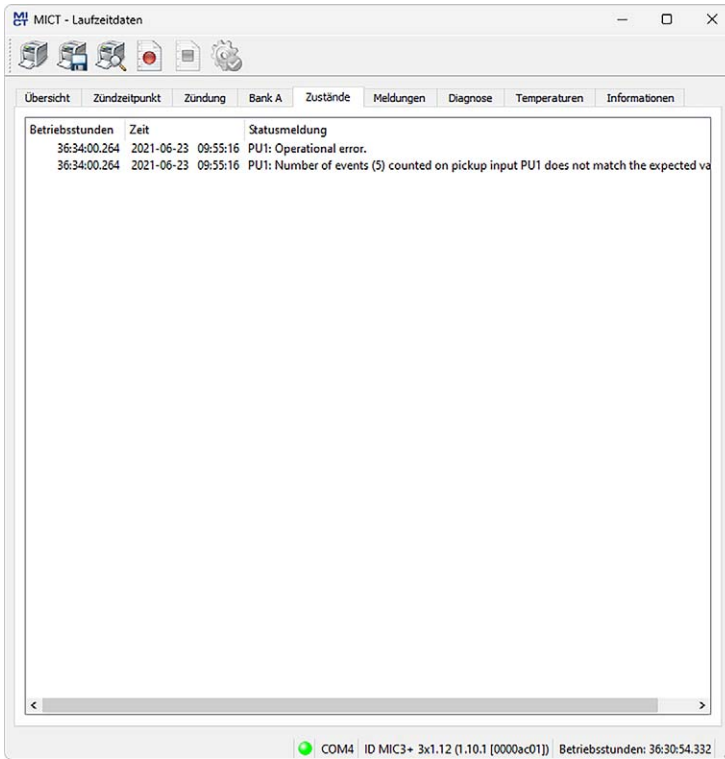 MICT - Laufzeitdaten
Übersicht Zündzeitpunkt Zündung Bank A Zustände Meldungen Diagnose Temperaturen Informationen
Betriebsstunden Zeit Statusmeldung
36:34:00.264 2021-06-23 09:55:16 PU1: Operational error.
36:34:00.264 2021-06-23 09:55:16 PU1: Number of events (5) counted on pickup input PU1 does not match the expected va
COM4 ID MIC3+ 3x1.12 (1.10.1 [0000ac01]) Betriebsstunden: 36:30:54.332